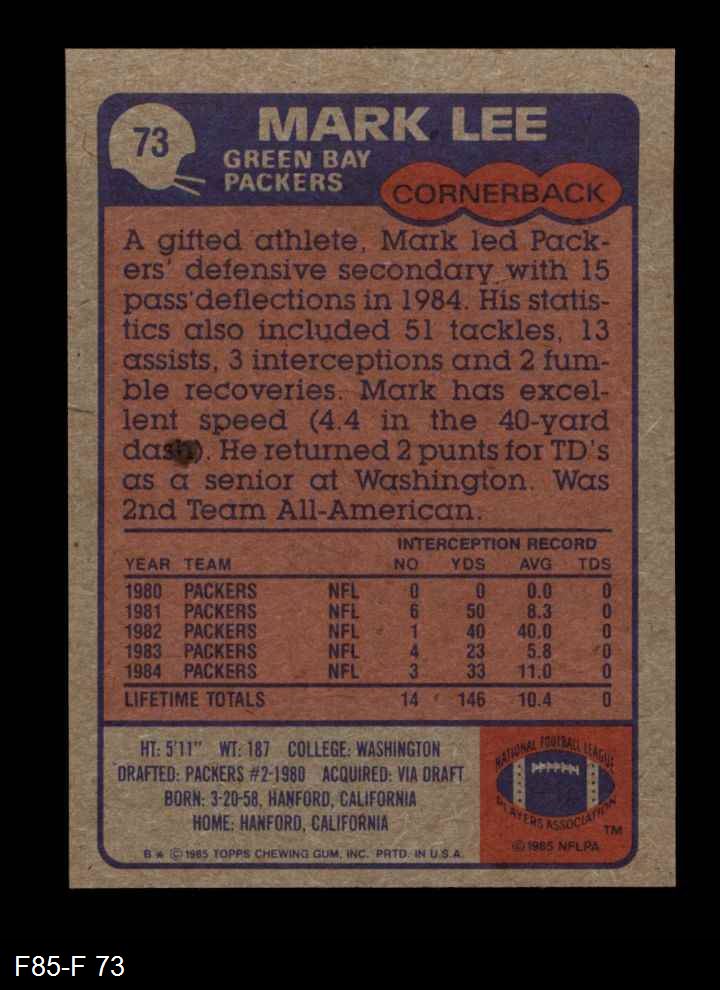 73
MARK LEE
GREEN BAY
PACKERS
CORNERBACK
A gifted athlete, Mark led Pack-
ers' defensive secondary with 15
pass deflections in 1984. His statis-
tics also included 51 tackles, 13
assists, 3 interceptions and 2 fum-
ble recoveries. Mark has excel-
lent speed (4.4 in the 40-yard
dash). He returned 2 punts for TD's
as a senior at Washington. Was
2nd Team All-American.
INTERCEPTION RECORD
YEAR TEAM NO YDS AVG TDS
1980 PACKERS NFL 0 0 0.0 0
1981 PACKERS NFL 6 50 8.3 0
1982 PACKERS NFL 1 40 40.0 0
1983 PACKERS NFL 4 23 5.8 0
1984 PACKERS NFL 3 33 11.0 0
LIFETIME TOTALS 14 146 10.4 0
HT: 5'11" WT: 187 COLLEGE: WASHINGTON
DRAFTED: PACKERS #2-1980 ACQUIRED: VIA DRAFT
BORN: 3-20-58, HANFORD, CALIFORNIA
HOME: HANFORD, CALIFORNIA
B * © 1985 TOPPS CHEWING GUM, INC. PRTD. IN U.S.A.
NATIONAL FOOTBALL LEAGUE
PLAYERS ASSOCIATION
TM
© 1985 NFLPA
F85-F 73